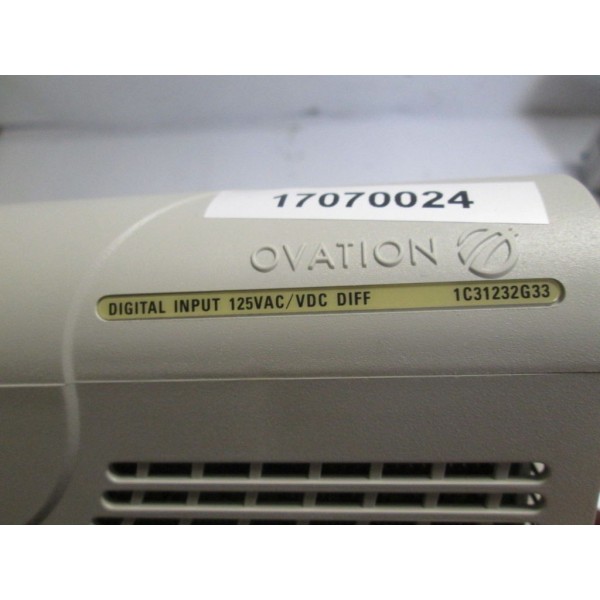 17070024
OVATION
DIGITAL INPUT 125VAC/VDC DIFF 1C31232G33